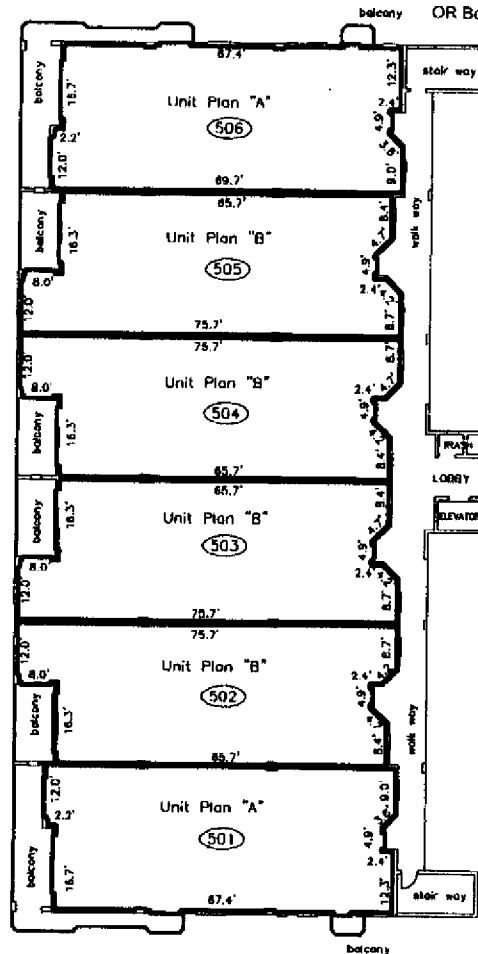 balcony OR Bo
67.4'
balcony
16.7'
12.3'
stair way
Unit Plan "A"
2.4'
506
4.9'
2.2'
3.8'
12.0'
9.0'
69.7'
65.7'
balcony
16.3'
Unit Plan "B"
8.4'
walk way
505
4.9'
8.0'
2.4'
12.0'
8.7'
75.7'
75.7'
12.0'
8.7'
8.0'
Unit Plan "B"
2.4'
504
4.9'
balcony
16.3'
8.4'
TRASH
65.7'
LOBBY
65.7'
balcony
16.3'
8.4'
ELEVATOR
Unit Plan "B"
503
4.9'
8.0'
2.4'
12.0'
8.7'
75.7'
75.7'
12.0'
8.7'
8.0'
Unit Plan "B"
2.4'
502
4.9'
balcony
16.3'
8.4'
walk way
65.7'
12.0'
9.0'
Unit Plan "A"
2.2'
501
4.9'
2.4'
balcony
16.7'
12.3'
stair way
67.4'
balcony